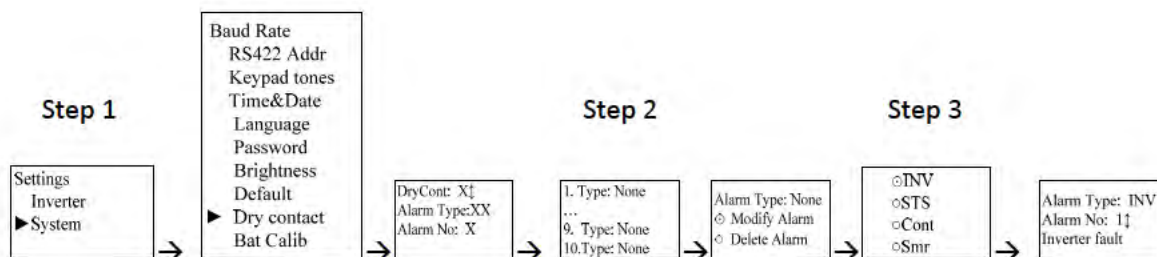 Step 1
Settings
Inverter
▶System
Baud Rate
RS422 Addr
Keypad tones
Time&Date
Language
Password
Brightness
Default
▶ Dry contact
Bat Calib
DryCont: X↕
Alarm Type:XX
Alarm No: X
Step 2
1. Type: None
...
9. Type: None
10.Type: None
Alarm Type: None
⊙ Modify Alarm
○ Delete Alarm
Step 3
⊙INV
○STS
○Cont
○Smr
Alarm Type: INV
Alarm No: 1↕
Inverter fault